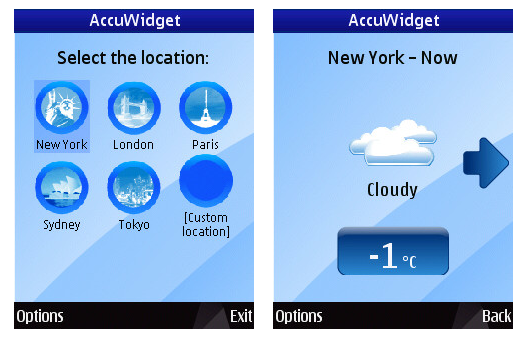 AccuWidget
Select the location:
New York London Paris
Sydney Tokyo [Custom
location]
Options Exit
AccuWidget
New York - Now
Cloudy
-1 °C
Options Back